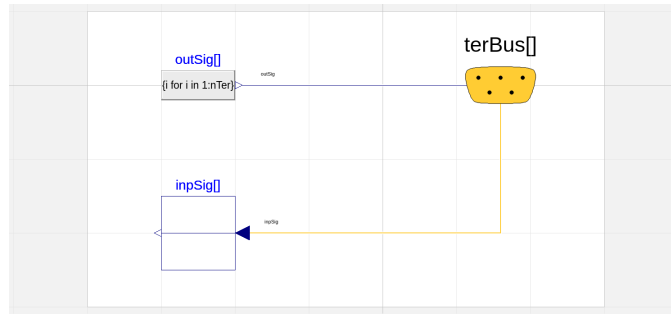 terBus[]
outSig[]
outSig
{i for i in 1:nTer}
inpSig[]
inpSig